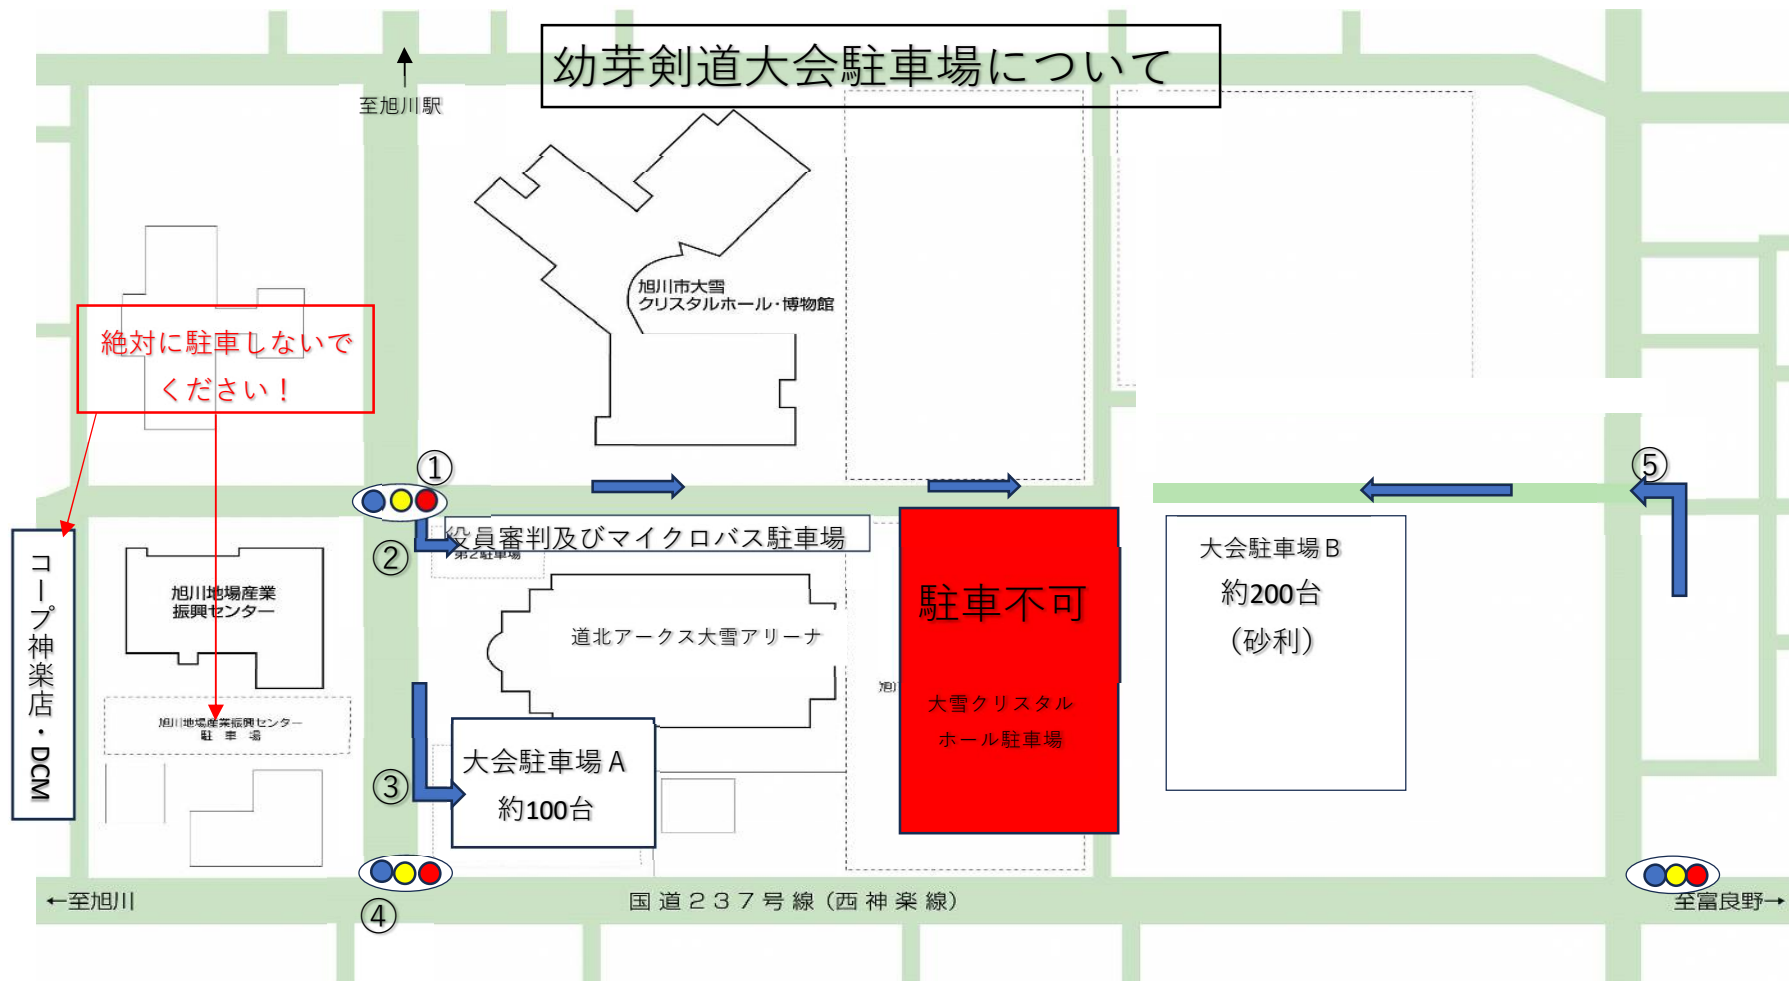 幼芽剣道大会駐車場について
至旭川駅
旭川市大雪
クリスタルホール・博物館
絶対に駐車しないで
ください！
①
⑤
役員審判及びマイクロバス駐車場
第2駐車場
②
コープ神楽店・DCM
旭川地場産業
振興センター
道北アークス大雪アリーナ
駐車不可
大雪クリスタル
ホール駐車場
大会駐車場B
約200台
（砂利）
旭川地場産業振興センター
駐車場
旭川
大会駐車場A
約100台
③
④
←至旭川
国道237号線（西神楽線）
至富良野→